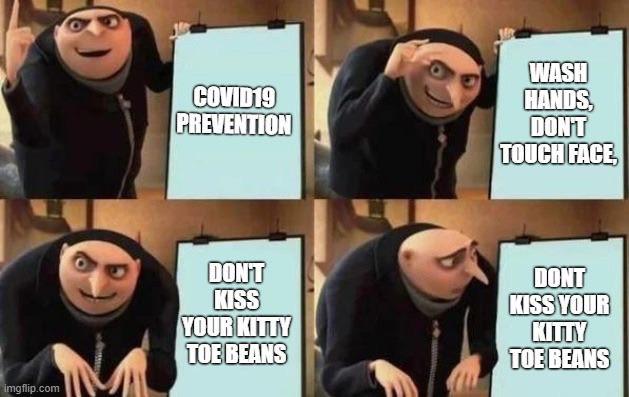 COVID19
PREVENTION
WASH
HANDS,
DON'T
TOUCH FACE,
DON'T
KISS
YOUR KITTY
TOE BEANS
DONT
KISS YOUR
KITTY
TOE BEANS
imgflip.com